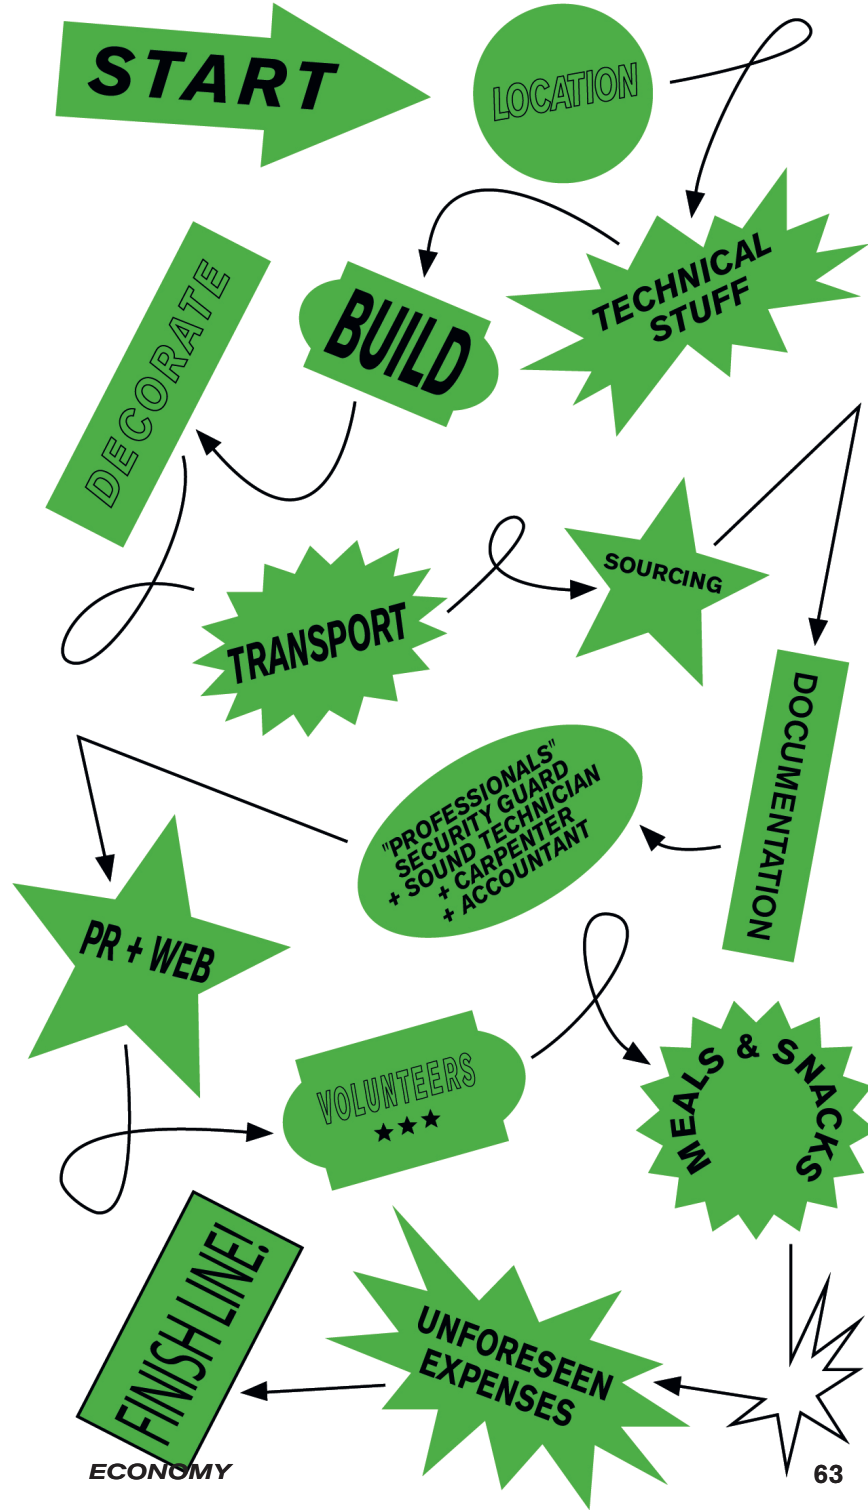 START
LOCATION
TECHNICAL
STUFF
BUILD
DECORATE
TRANSPORT
SOURCING
DOCUMENTATION
"PROFESSIONALS"
SECURITY GUARD
+ SOUND TECHNICIAN
+ CARPENTER
+ ACCOUNTANT
PR + WEB
VOLUNTEERS
★★★
MEALS & SNACKS
UNFORESEEN
EXPENSES
FINISH LINE!
ECONOMY
63